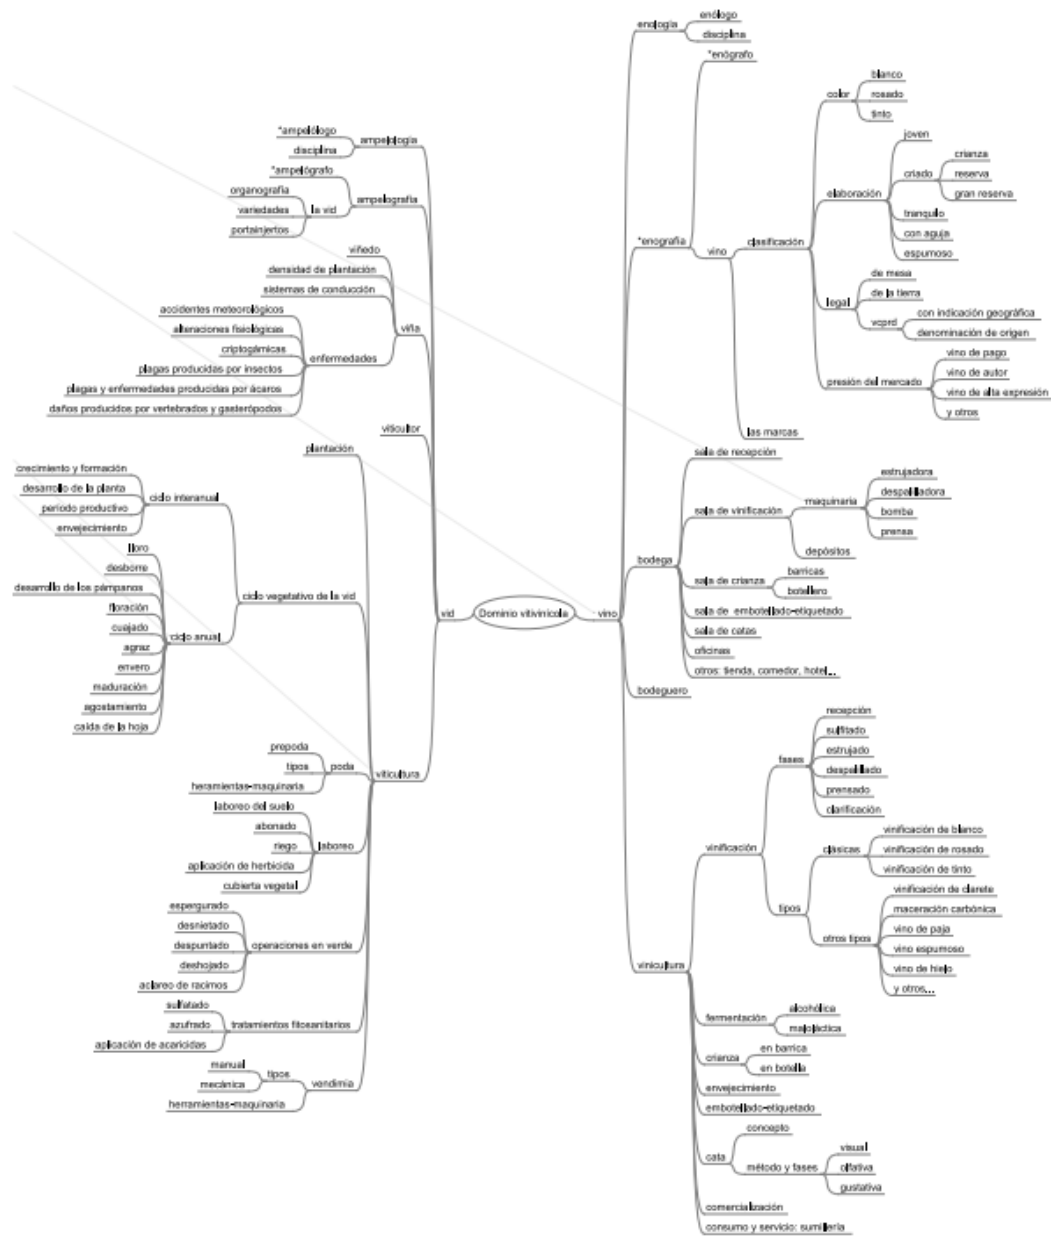 Dominio vitivinícola
vid
ampelología
*ampelólogo
disciplina
ampelografía
*ampelógrafo
la vid
organografía
variedades
portainjertos
viña
viñedo
densidad de plantación
sistemas de conducción
enfermedades
accidentes meteorológicos
alteraciones fisiológicas
criptogámicas
plagas producidas por insectos
plagas y enfermedades producidas por ácaros
daños producidos por vertebrados y gasterópodos
viticultor
viticultura
plantación
ciclo vegetativo de la vid
ciclo interanual
crecimiento y formación
desarrollo de la planta
periodo productivo
envejecimiento
ciclo anual
lloro
desborre
desarrollo de los pámpanos
floración
cuajado
agraz
envero
maduración
agostamiento
caída de la hoja
poda
prepoda
tipos
heramientas-maquinaria
laboreo
laboreo del suelo
abonado
riego
aplicación de herbicida
cubierta vegetal
operaciones en verde
espergurado
desnietado
despuntado
deshojado
aclareo de racimos
tratamientos fitosanitarios
sulfatado
azufrado
aplicación de acaricidas
vendimia
tipos
manual
mecánica
herramientas-maquinaria
vino
enología
enólogo
disciplina
*enografía
*enógrafo
vino
clasificación
color
blanco
rosado
tinto
elaboración
joven
criado
crianza
reserva
gran reserva
tranquilo
con aguja
espumoso
legal
de mesa
de la tierra
vcprd
con indicación geográfica
denominación de origen
presión del mercado
vino de pago
vino de autor
vino de alta expresión
y otros
las marcas
bodega
sala de recepción
sala de vinificación
maquinaria
estrujadora
despalilladora
bomba
prensa
depósitos
sala de crianza
barricas
botellero
sala de embotellado-etiquetado
sala de catas
oficinas
otros: tienda, comedor, hotel...
bodeguero
vinicultura
vinificación
fases
recepción
sulfitado
estrujado
despalillado
prensado
clarificación
tipos
clásicas
vinificación de blanco
vinificación de rosado
vinificación de tinto
otros tipos
vinificación de clarete
maceración carbónica
vino de paja
vino espumoso
vino de hielo
y otros...
fermentación
alcohólica
malojáctica
crianza
en barrica
en botella
envejecimiento
embotellado-etiquetado
cata
concepto
método y fases
visual
olfativa
gustativa
comercialización
consumo y servicio: sumillería